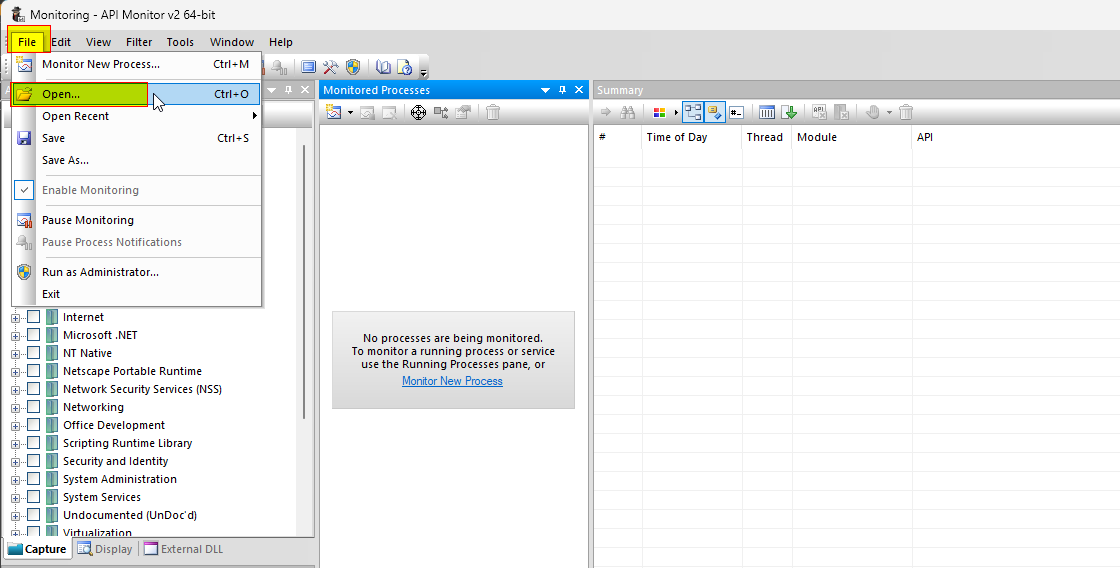 Monitoring - API Monitor v2 64-bit
File Edit View Filter Tools Window Help
Monitor New Process... Ctrl+M
Open... Ctrl+O
Open Recent
Save Ctrl+S
Save As...
Enable Monitoring
Pause Monitoring
Pause Process Notifications
Run as Administrator...
Exit
Internet
Microsoft .NET
NT Native
Netscape Portable Runtime
Network Security Services (NSS)
Networking
Office Development
Scripting Runtime Library
Security and Identity
System Administration
System Services
Undocumented (UnDoc'd)
Virtualization
Capture Display External DLL
Monitored Processes
No processes are being monitored.
To monitor a running process or service
use the Running Processes pane, or
Monitor New Process
Summary
# Time of Day Thread Module API